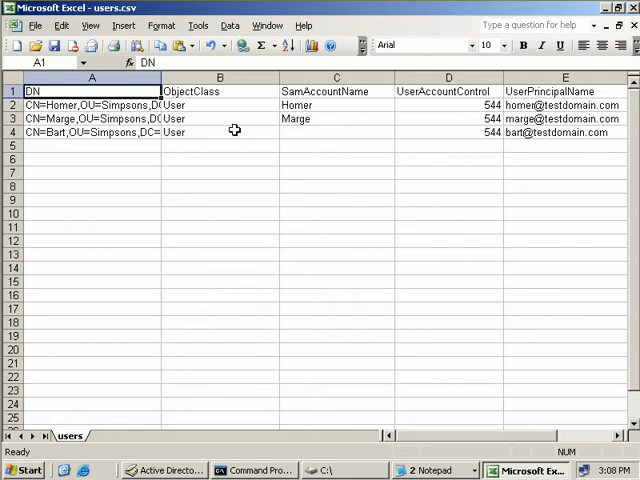 Microsoft Excel - users.csv
File Edit View Insert Format Tools Data Window Help Type a question for help
Arial 10 B
A1 fx DN
A B C D E
1 DN ObjectClass SamAccountName UserAccountControl UserPrincipalName
2 CN=Homer,OU=Simpsons,DC User Homer 544 homer@testdomain.com
3 CN=Marge,OU=Simpsons,DC User Marge 544 marge@testdomain.com
4 CN=Bart,OU=Simpsons,DC= User 544 bart@testdomain.com
5
6
7
8
9
10
11
12
13
14
15
16
17
18
19
20
21
22
23
24
25
users
Ready NUM
Start Active Directo... Command Pro... C:\ 2 Notepad Microsoft Ex... 3:08 PM